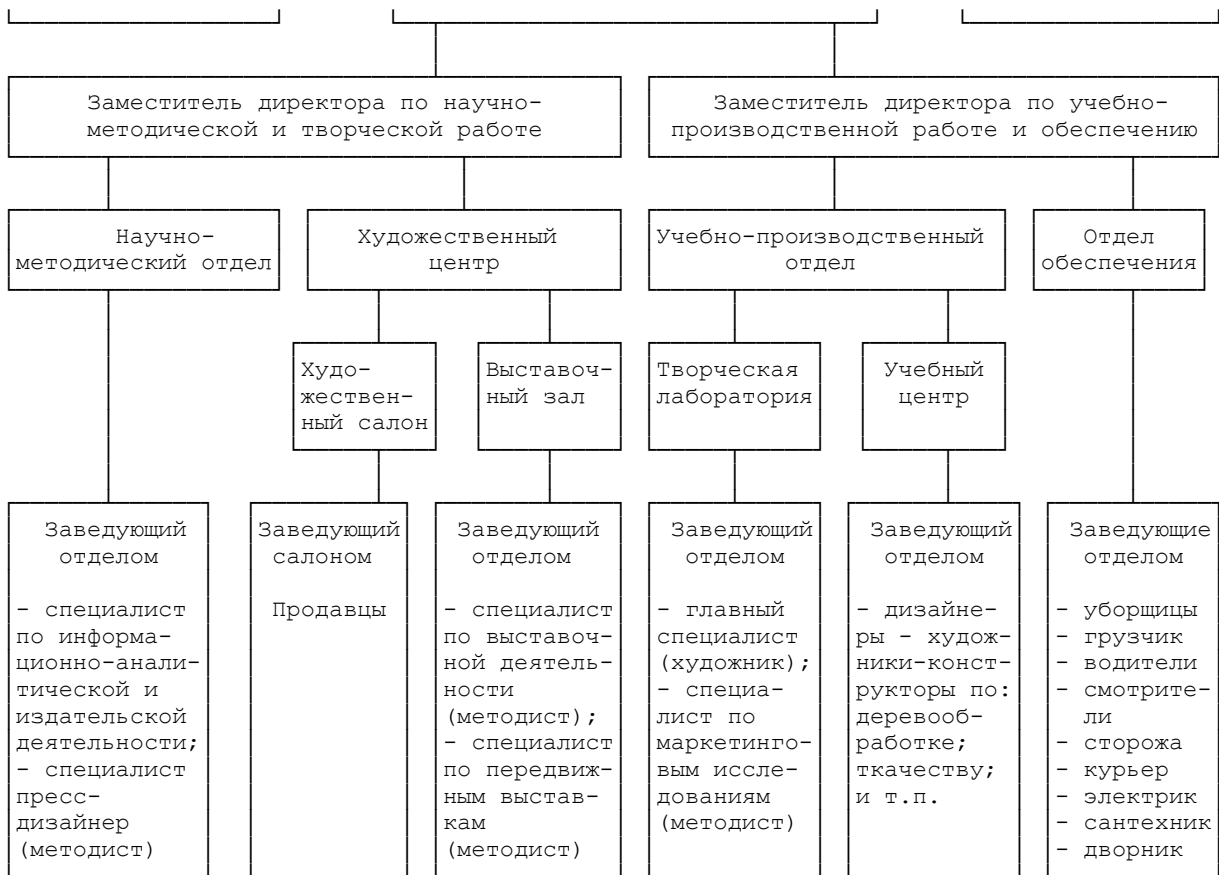 Заместитель директора по научно-
методической и творческой работе
Заместитель директора по учебно-
производственной работе и обеспечению
Научно-
методический отдел
Художественный
центр
Учебно-производственный
отдел
Отдел
обеспечения
Худо-
жествен-
ный салон
Выставоч-
ный зал
Творческая
лаборатория
Учебный
центр
Заведующий
отделом
- специалист
по информа-
ционно-анали-
тической и
издательской
деятельности;
- специалист
пресс-
дизайнер
(методист)
Заведующий
салоном
Продавцы
Заведующий
отделом
- специалист
по выставоч-
ной деятель-
ности
(методист);
- специалист
по передвиж-
ным выстав-
кам
(методист)
Заведующий
отделом
- главный
специалист
(художник);
- специа-
лист по
маркетинго-
вым иссле-
дованиям
(методист)
Заведующий
отделом
- дизайне-
ры - худож-
ники-конст-
рукторы по:
деревооб-
работке;
ткачеству;
и т.п.
Заведующие
отделом
- уборщицы
- грузчик
- водители
- смотрите-
ли
- сторожа
- курьер
- электрик
- сантехник
- дворник